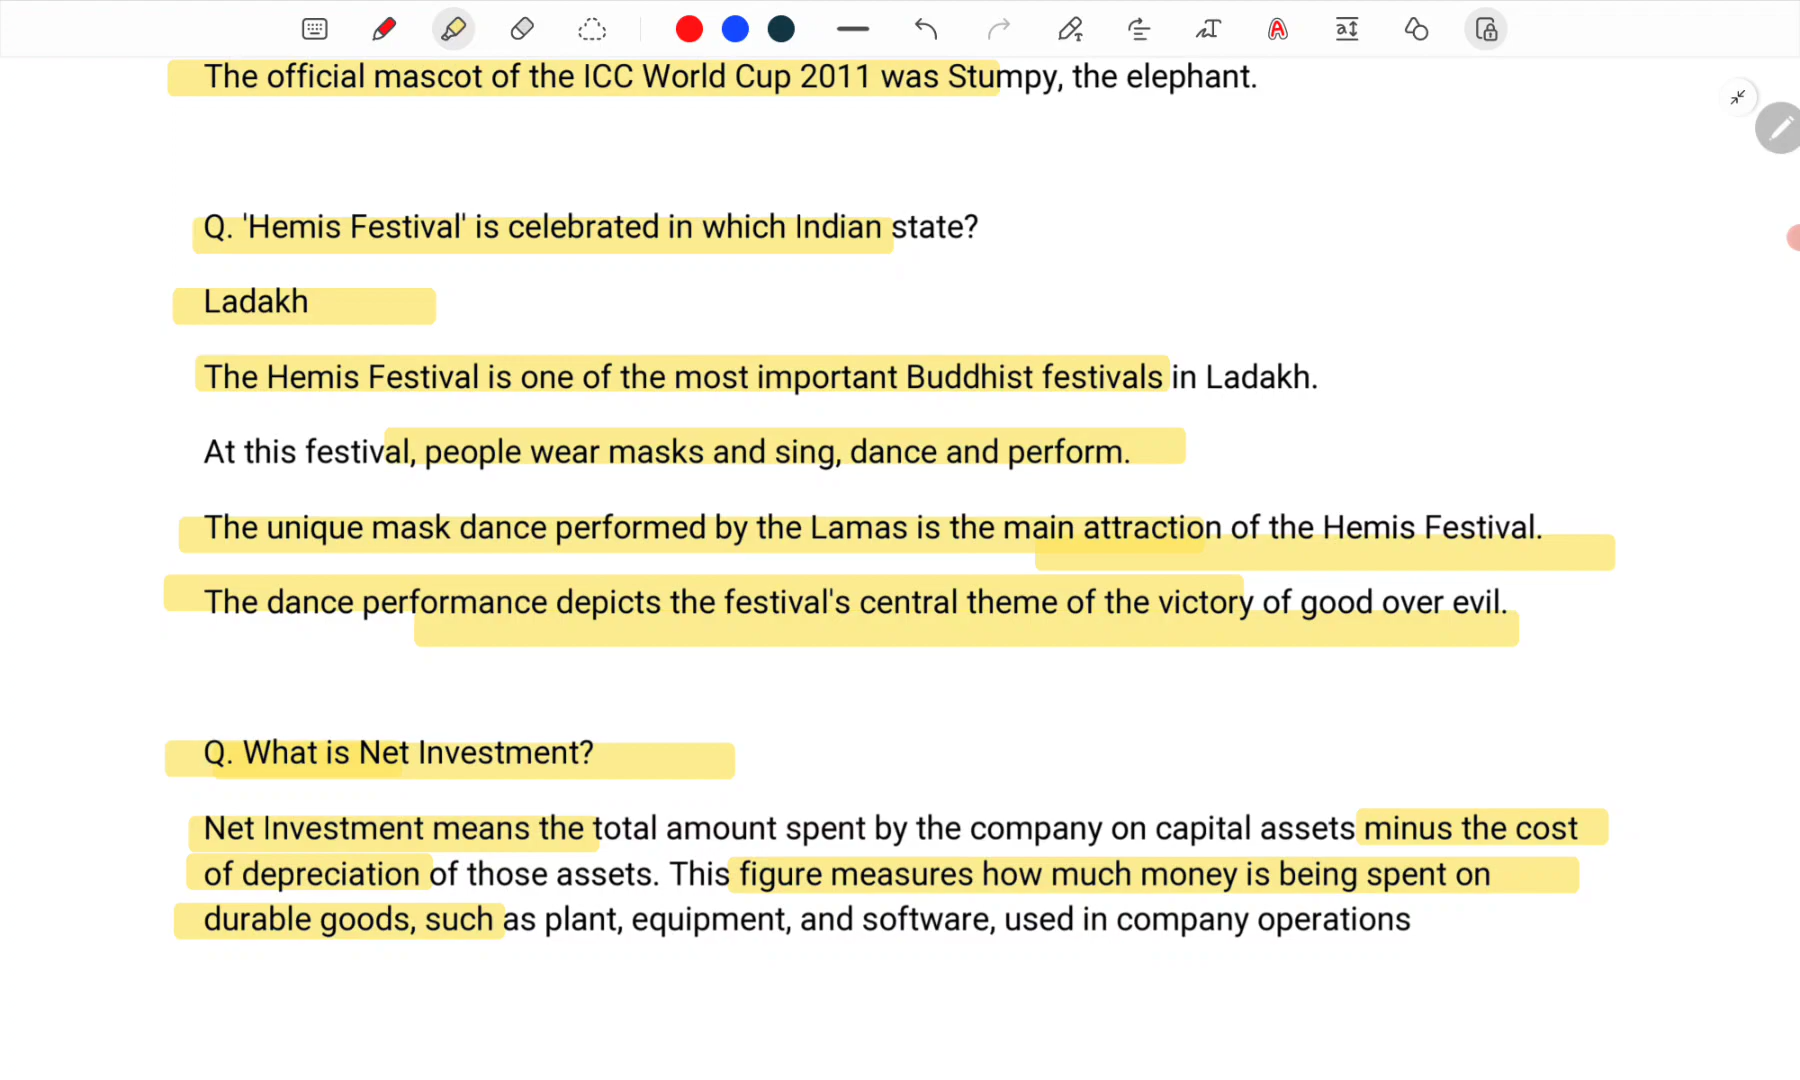 The official mascot of the ICC World Cup 2011 was Stumpy, the elephant.
Q. 'Hemis Festival' is celebrated in which Indian state?
Ladakh
The Hemis Festival is one of the most important Buddhist festivals in Ladakh.
At this festival, people wear masks and sing, dance and perform.
The unique mask dance performed by the Lamas is the main attraction of the Hemis Festival.
The dance performance depicts the festival's central theme of the victory of good over evil.
Q. What is Net Investment?
Net Investment means the total amount spent by the company on capital assets minus the cost
of depreciation of those assets. This figure measures how much money is being spent on
durable goods, such as plant, equipment, and software, used in company operations